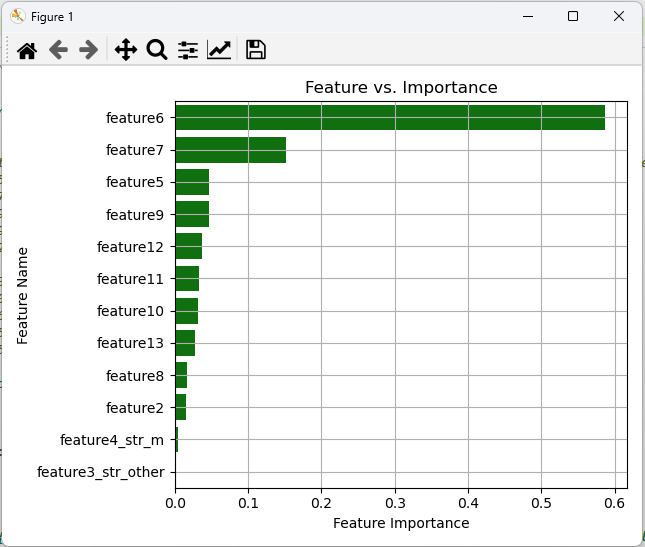 Figure 1
Feature vs. Importance
feature6
feature7
feature5
feature9
feature12
feature11
feature10
feature13
feature8
feature2
feature4_str_m
feature3_str_other
Feature Name
0.0 0.1 0.2 0.3 0.4 0.5 0.6
Feature Importance